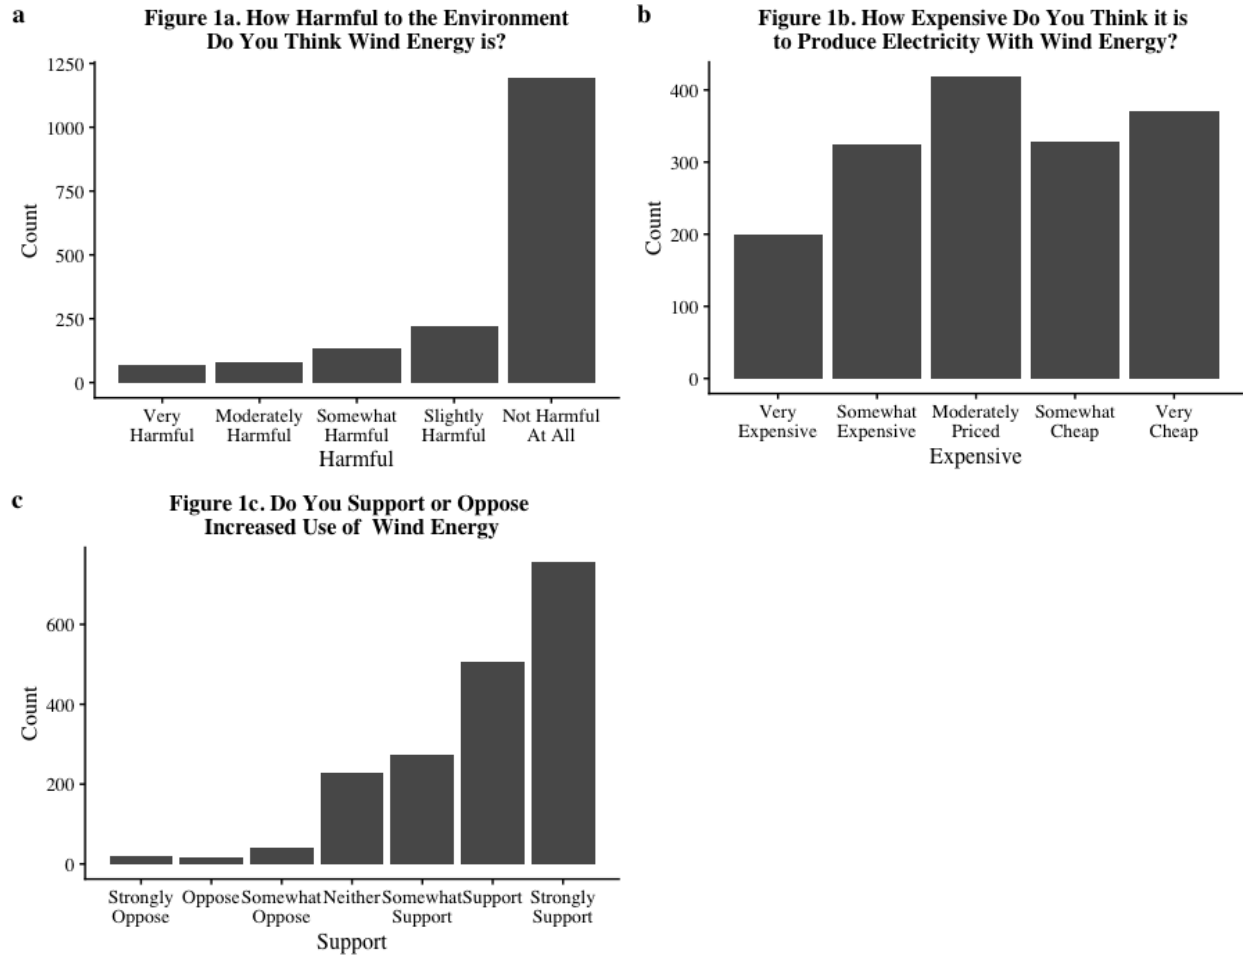 a
Figure 1a. How Harmful to the Environment
Do You Think Wind Energy is?
1250
1000
750
500
250
0
Count
Very
Harmful
Moderately
Harmful
Somewhat
Harmful
Slightly
Harmful
Not Harmful
At All
Harmful
b
Figure 1b. How Expensive Do You Think it is
to Produce Electricity With Wind Energy?
400
300
200
100
0
Count
Very
Expensive
Somewhat
Expensive
Moderately
Priced
Somewhat
Cheap
Very
Cheap
Expensive
c
Figure 1c. Do You Support or Oppose
Increased Use of  Wind Energy
600
400
200
0
Count
Strongly
Oppose
Oppose
Somewhat
Oppose
Neither
Somewhat
Support
Support
Strongly
Support
Support